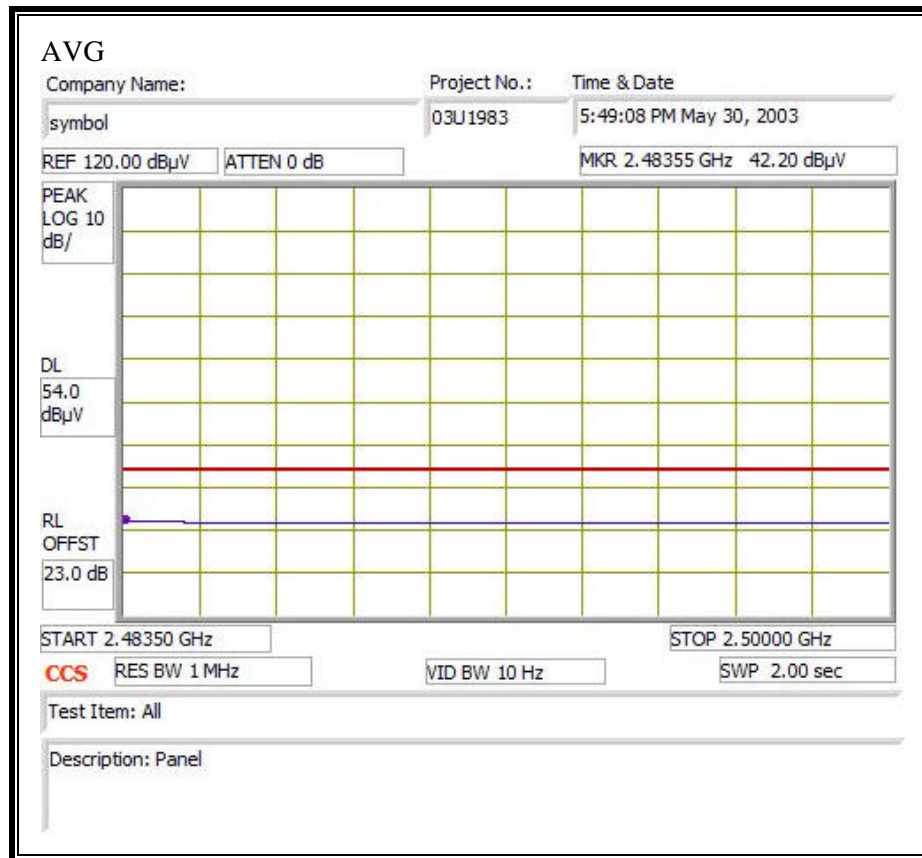 AVG
Company Name: Project No.: Time & Date
symbol 03U1983 5:49:08 PM May 30, 2003
REF 120.00 dBµV ATTEN 0 dB MKR 2.48355 GHz 42.20 dBµV
PEAK
LOG 10
dB/
DL
54.0
dBµV
RL
OFFST
23.0 dB
START 2.48350 GHz STOP 2.50000 GHz
CCS RES BW 1 MHz VID BW 10 Hz SWP 2.00 sec
Test Item: All
Description: Panel